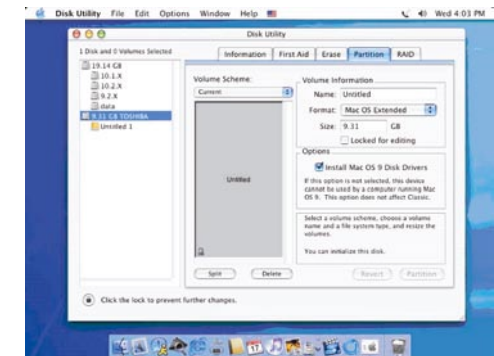 Disk Utility File Edit Options Window Help
Wed 4:03 PM
Disk Utility
1 Disk and 0 Volumes Selected
Information First Aid Erase Partition RAID
19.14 GB
10.1.X
10.2.X
9.2.X
data
9.31 GB TOSHIBA
Untitled 1
Volume Scheme:
Current
Untitled
Split Delete
Volume Information
Name: Untitled
Format: Mac OS Extended
Size: 9.31 GB
Locked for editing
Options
Install Mac OS 9 Disk Drivers
If this option is not selected, this device
cannot be used by a computer running Mac
OS 9. This option does not affect Classic.
Select a volume scheme, choose a volume
name and a file system type, and resize the
volumes.
You can initialize this disk.
Revert Partition
Click the lock to prevent further changes.
17